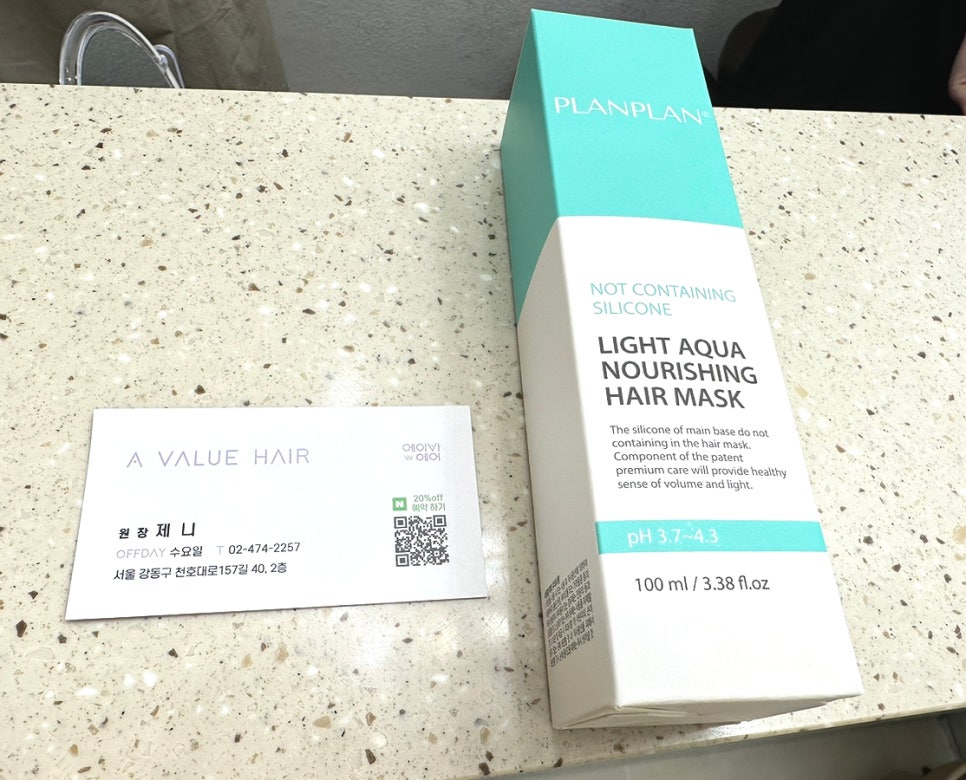 A VALUE HAIR
에이바
헤어
N
20%off
예약 하기
원장 제니
OFFDAY 수요일 T 02-474-2257
서울 강동구 천호대로157길 40, 2층
PLANPLAN®
NOT CONTAINING
SILICONE
LIGHT AQUA
NOURISHING
HAIR MASK
The silicone of main base do not
containing in the hair mask.
Component of the patent
premium care will provide healthy
sense of volume and light.
pH 3.7~4.3
100 ml / 3.38 fl.oz